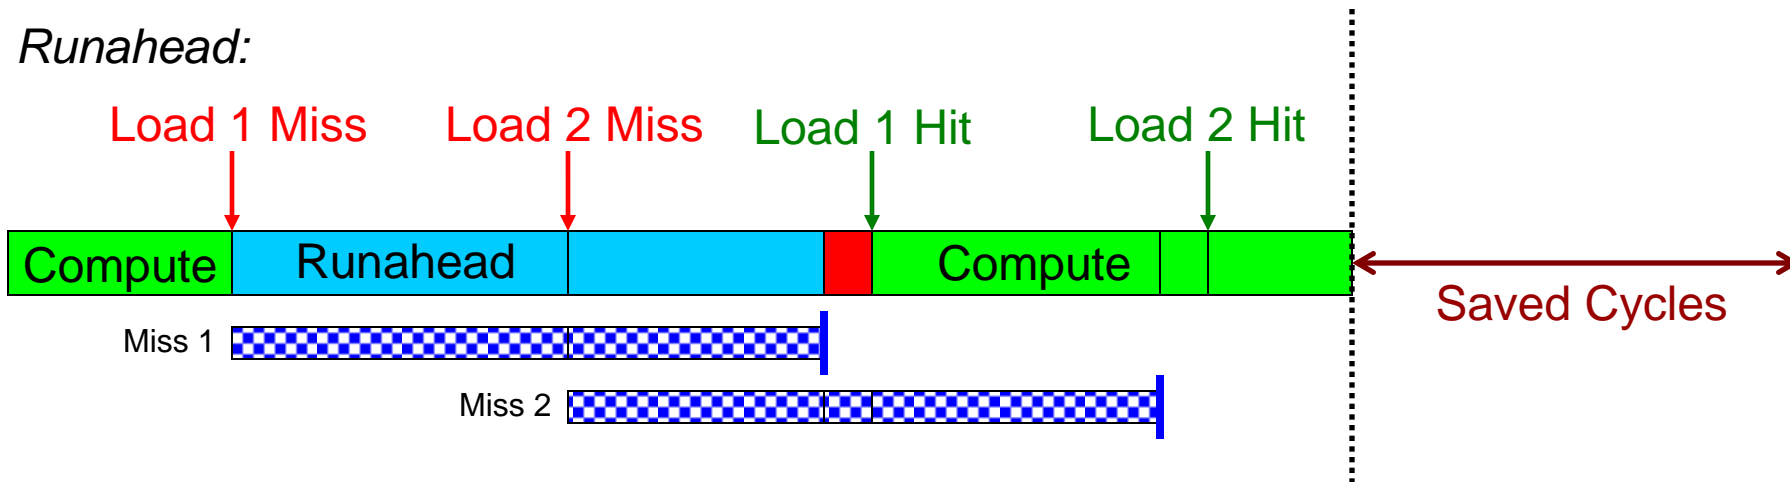 Runahead:
Load 1 Miss
Load 2 Miss
Load 1 Hit
Load 2 Hit
Compute
Runahead
Compute
Saved Cycles
Miss 1
Miss 2